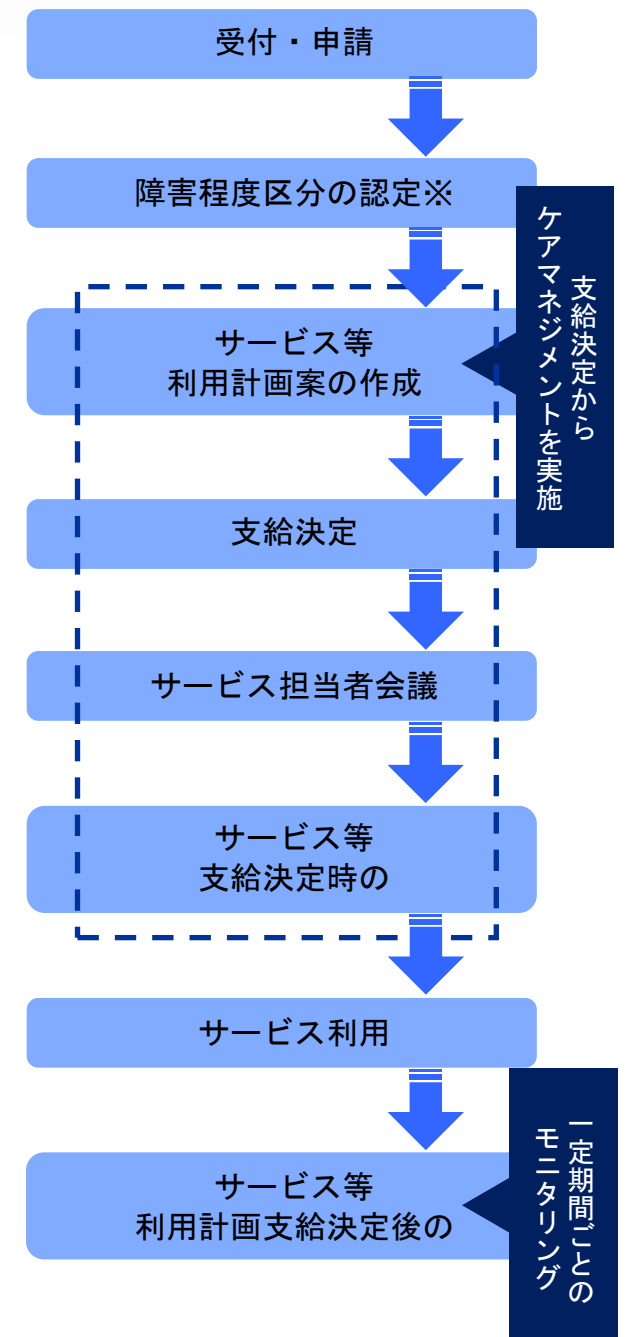 受付・申請
障害程度区分の認定※
支給決定から
ケアマネジメントを実施
サービス等
利用計画案の作成
支給決定
サービス担当者会議
サービス等
支給決定時の
サービス利用
一定期間ごとの
モニタリング
サービス等
利用計画支給決定後の